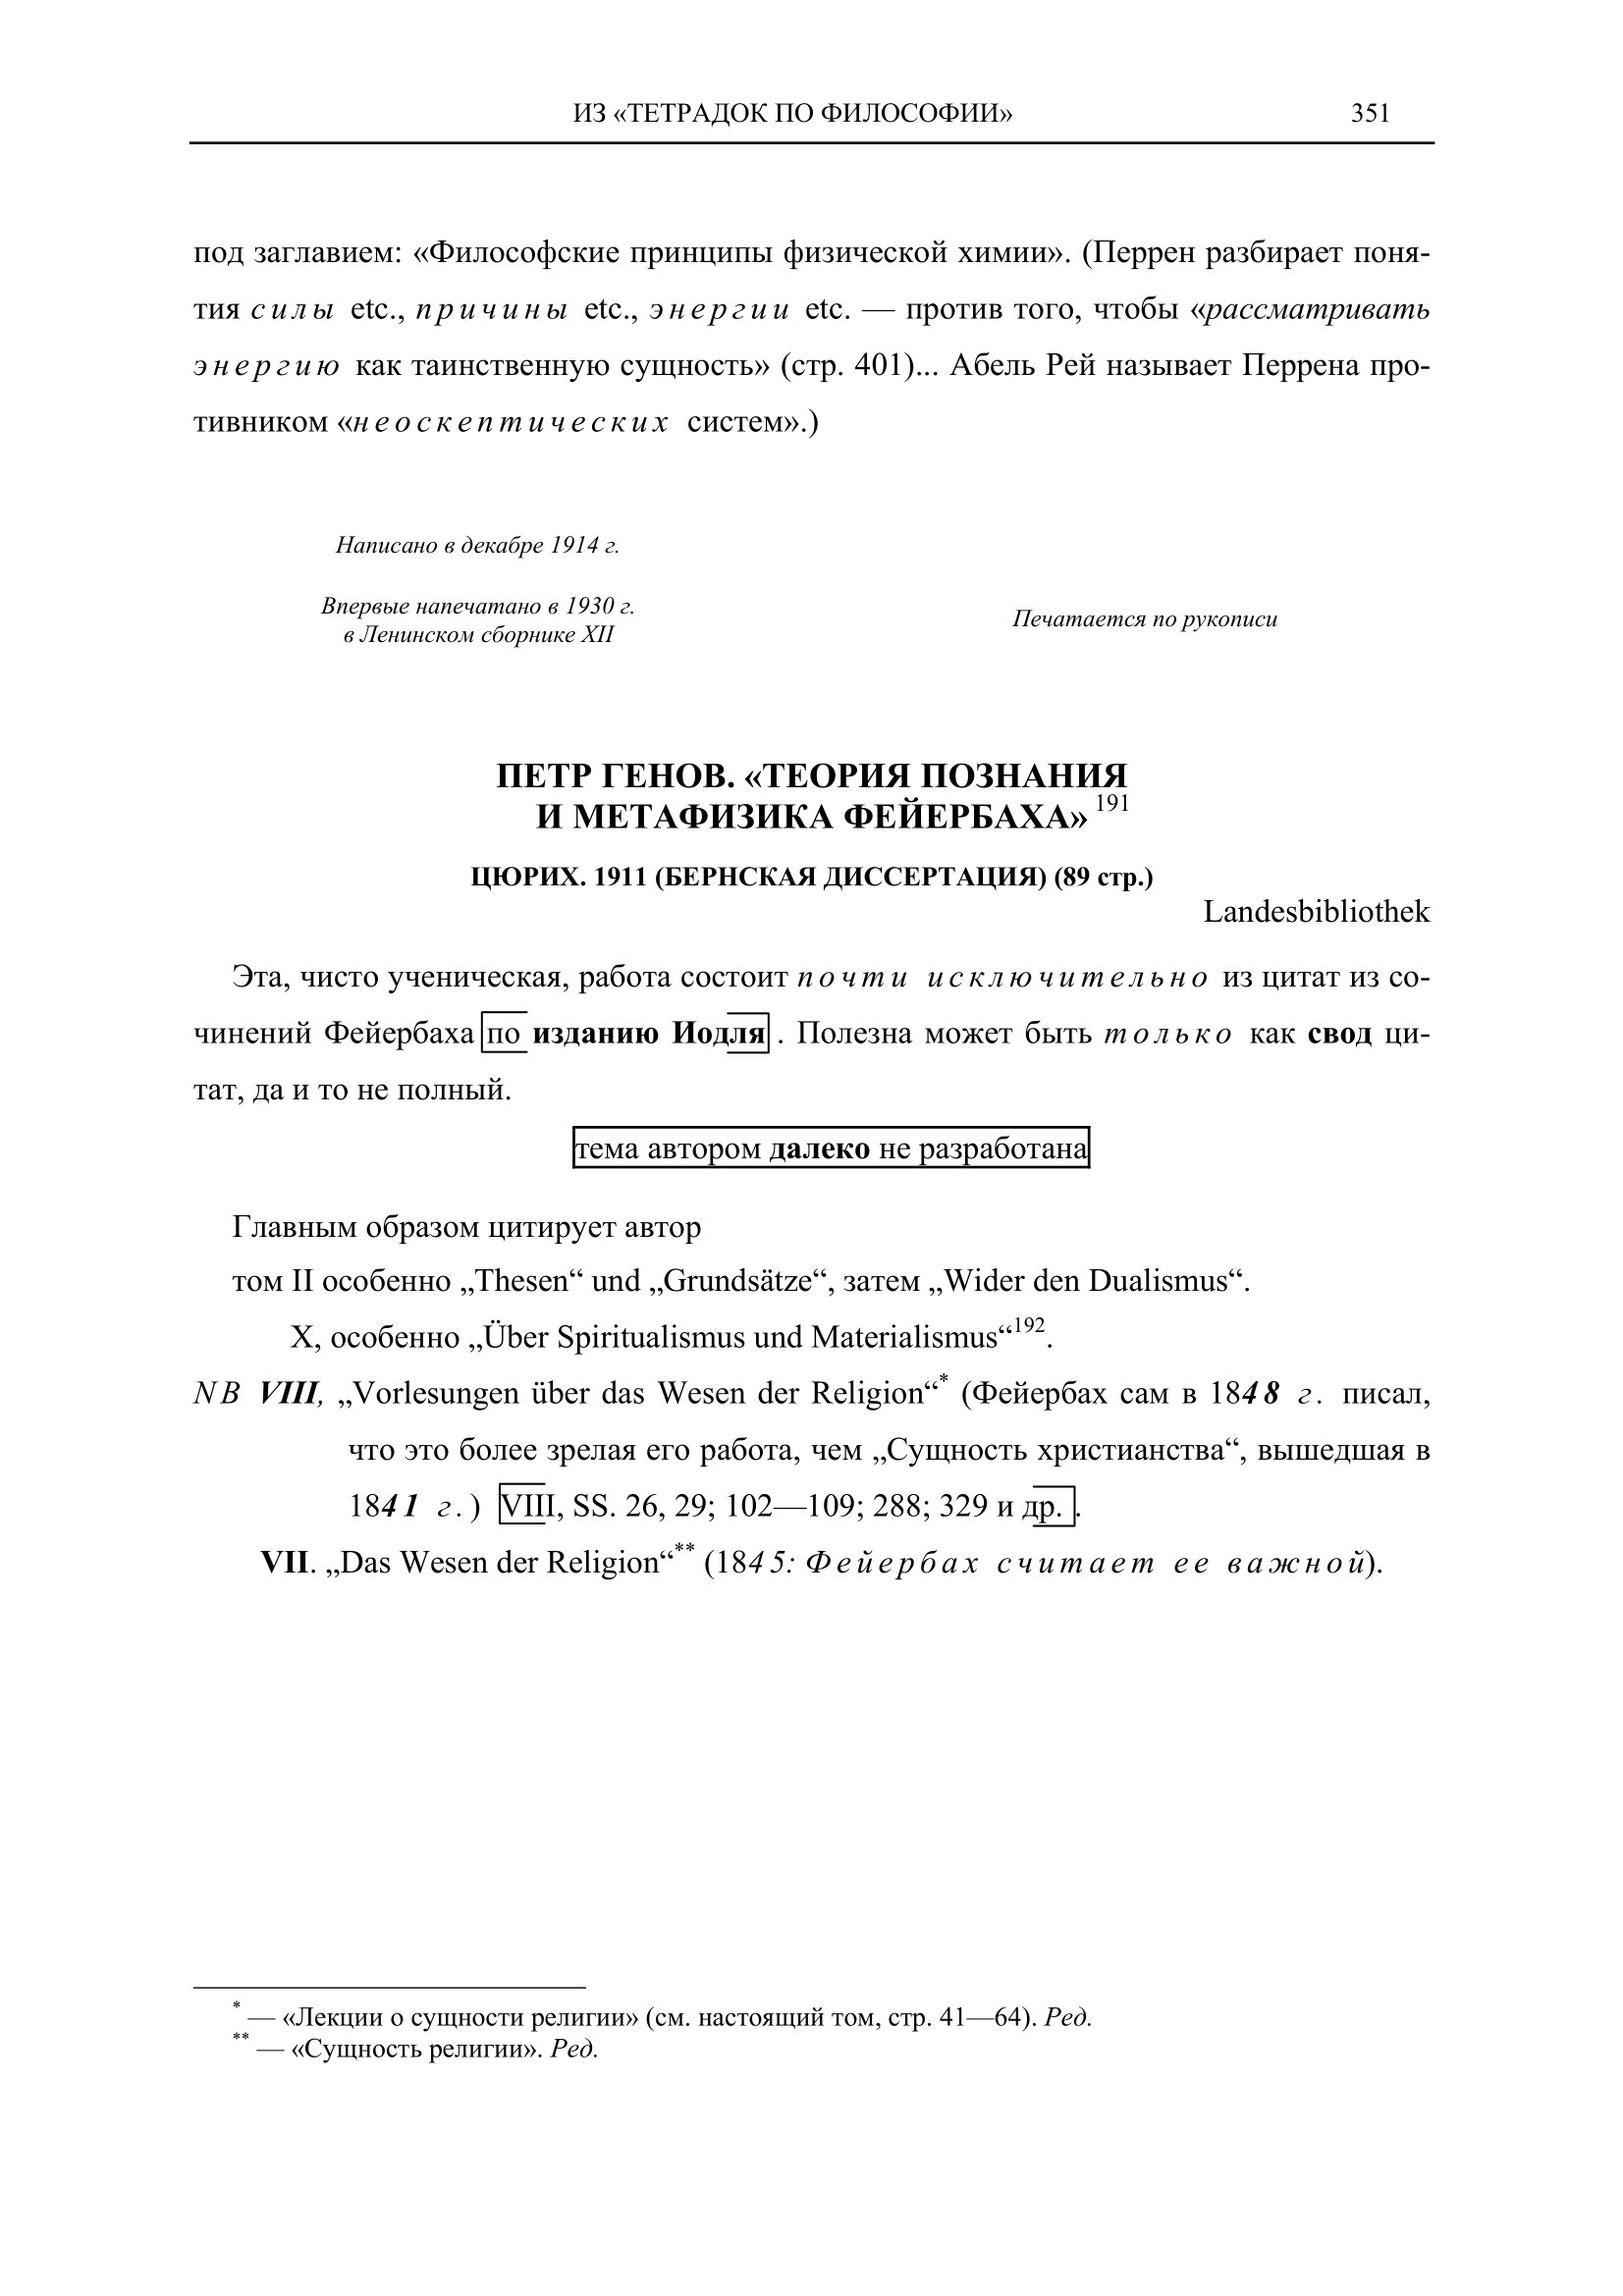 ИЗ «ТЕТРАДОК ПО ФИЛОСОФИИ» 351
под заглавием: «Философские принципы физической химии». (Перрен разбирает поня-
тия силы etc., причины etc., энергии etc. — против того, чтобы «рассматривать
энергию как таинственную сущность» (стр. 401)... Абель Рей называет Перрена про-
тивником «неоскептических систем».)
Написано в декабре 1914 г.
Впервые напечатано в 1930 г.
в Ленинском сборнике XII
Печатается по рукописи
ПЕТР ГЕНОВ. «ТЕОРИЯ ПОЗНАНИЯ
И МЕТАФИЗИКА ФЕЙЕРБАХА» 191
ЦЮРИХ. 1911 (БЕРНСКАЯ ДИССЕРТАЦИЯ) (89 стр.)
Landesbibliothek
Эта, чисто ученическая, работа состоит почти исключительно из цитат из со-
чинений Фейербаха по изданию Иодля . Полезна может быть только как свод ци-
тат, да и то не полный.
тема автором далеко не разработана
Главным образом цитирует автор
том II особенно „Thesen“ und „Grundsätze“, затем „Wider den Dualismus“.
X, особенно „Über Spiritualismus und Materialismus“192.
NB VIII, „Vorlesungen über das Wesen der Religion“* (Фейербах сам в 1848 г. писал,
что это более зрелая его работа, чем „Сущность христианства“, вышедшая в
1841 г.) VIII, SS. 26, 29; 102—109; 288; 329 и др. .
VII. „Das Wesen der Religion“** (1845: Фейербах считает ее важной).
* — «Лекции о сущности религии» (см. настоящий том, стр. 41—64). Ред.
** — «Сущность религии». Ред.